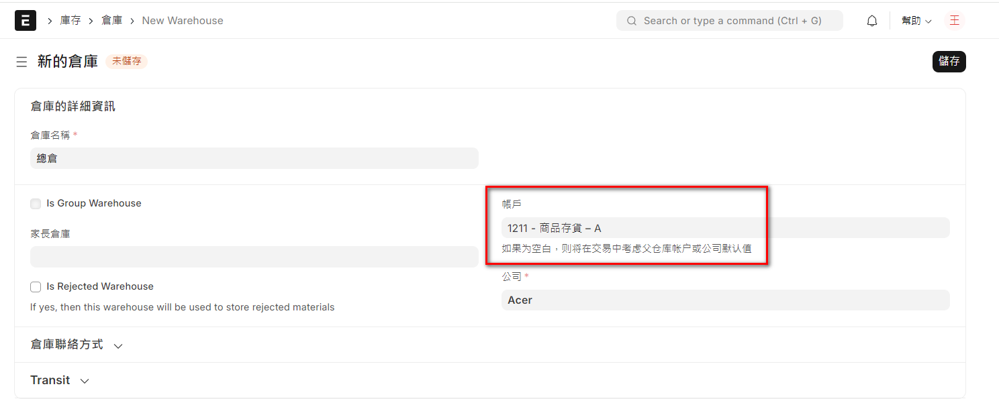 E > 庫存 > 倉庫 > New Warehouse
Search or type a command (Ctrl + G)
幫助
王
新的倉庫
未儲存
儲存
倉庫的詳細資訊
倉庫名稱 *
總倉
Is Group Warehouse
家長倉庫
Is Rejected Warehouse
If yes, then this warehouse will be used to store rejected materials
帳戶
1211 - 商品存貨 – A
如果为空白，则将在交易中考虑父仓库帐户或公司默认值
公司 *
Acer
倉庫聯絡方式
Transit